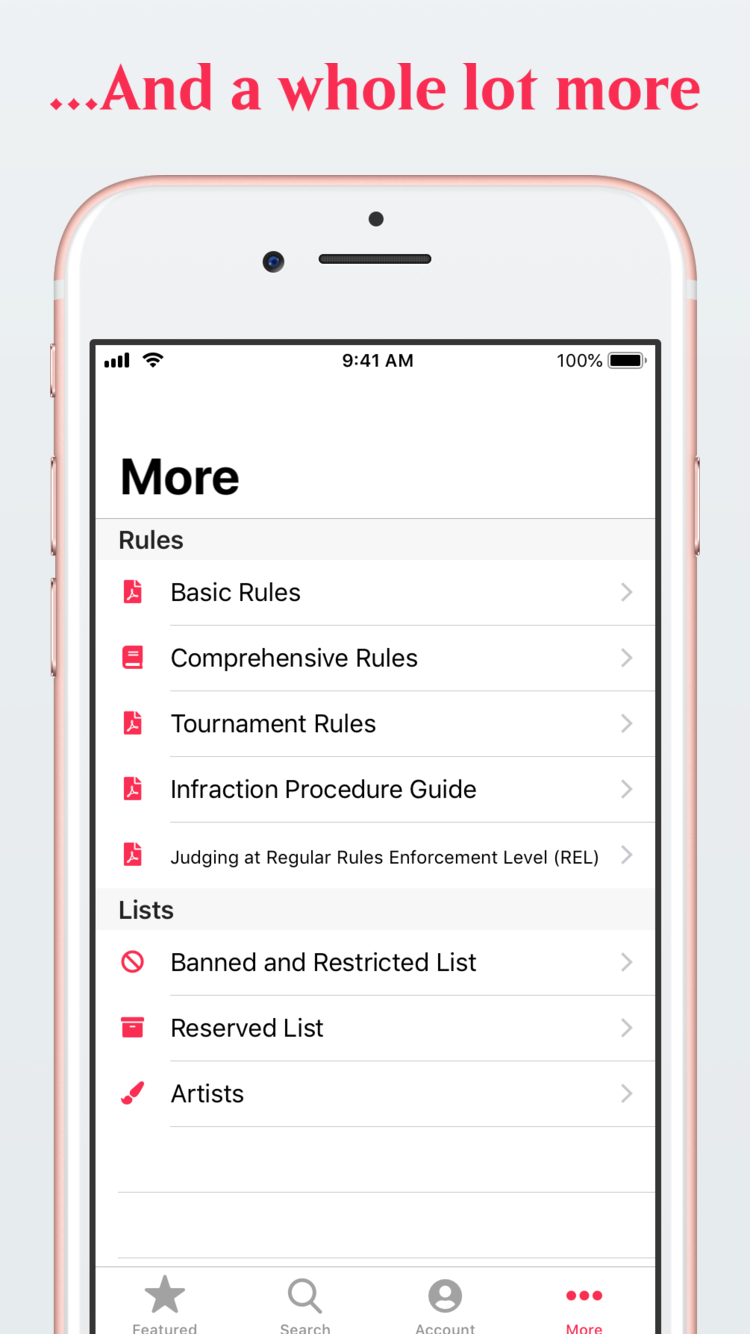 ...And a whole lot more
9:41 AM 100%
More
Rules
Basic Rules
Comprehensive Rules
Tournament Rules
Infraction Procedure Guide
Judging at Regular Rules Enforcement Level (REL)
Lists
Banned and Restricted List
Reserved List
Artists
Featured Search Account More